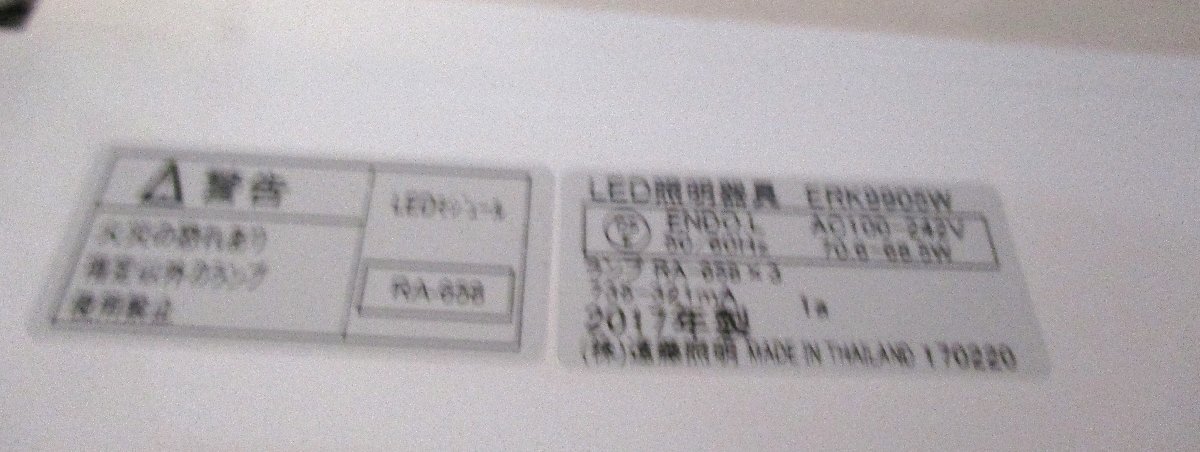 警告
火災の恐れあり
指定以外のランプ
使用禁止
LEDモジュール
RA-658
LED照明器具 ERK9905W
PS
E
ENDO L AC100-242V
50/60Hz 70.6-68.5W
ランプ RA-658×3
1a
2017年製
(株)遠藤照明 MADE IN THAILAND 170220